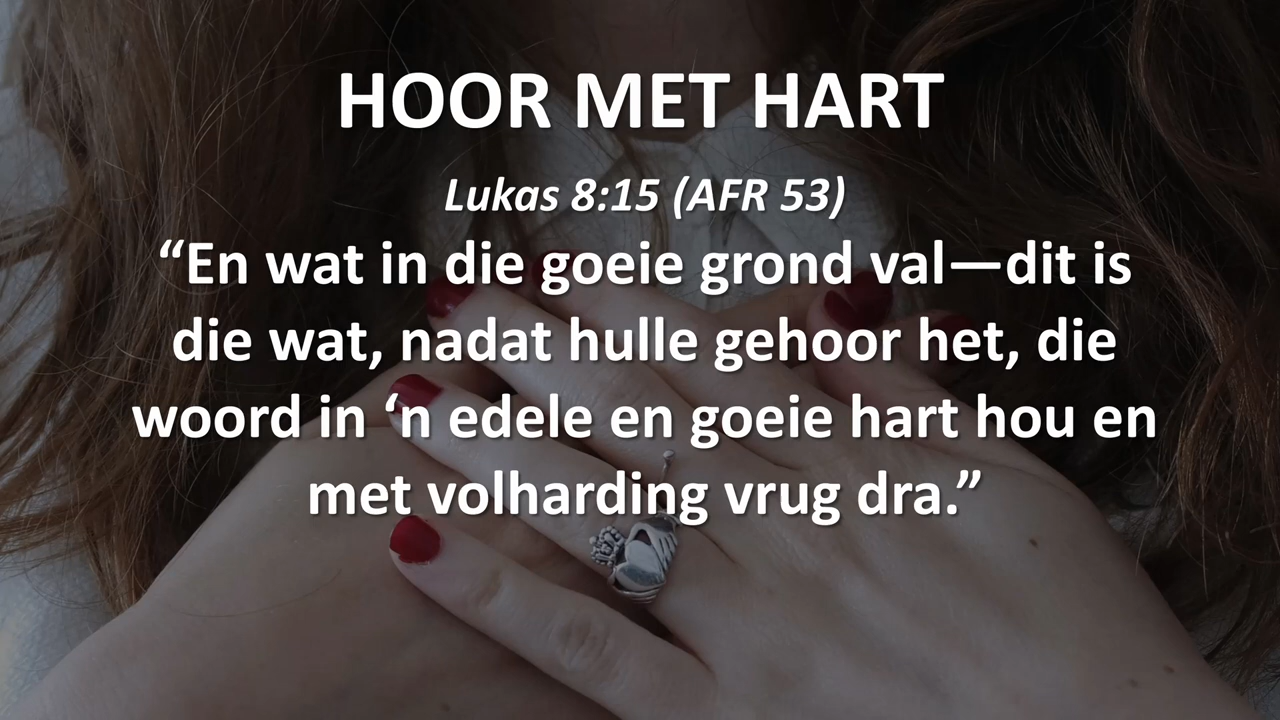 HOOR MET HART
Lukas 8:15 (AFR 53)
“En wat in die goeie grond val—dit is
die wat, nadat hulle gehoor het, die
woord in ‘n edele en goeie hart hou en
met volharding vrug dra.”